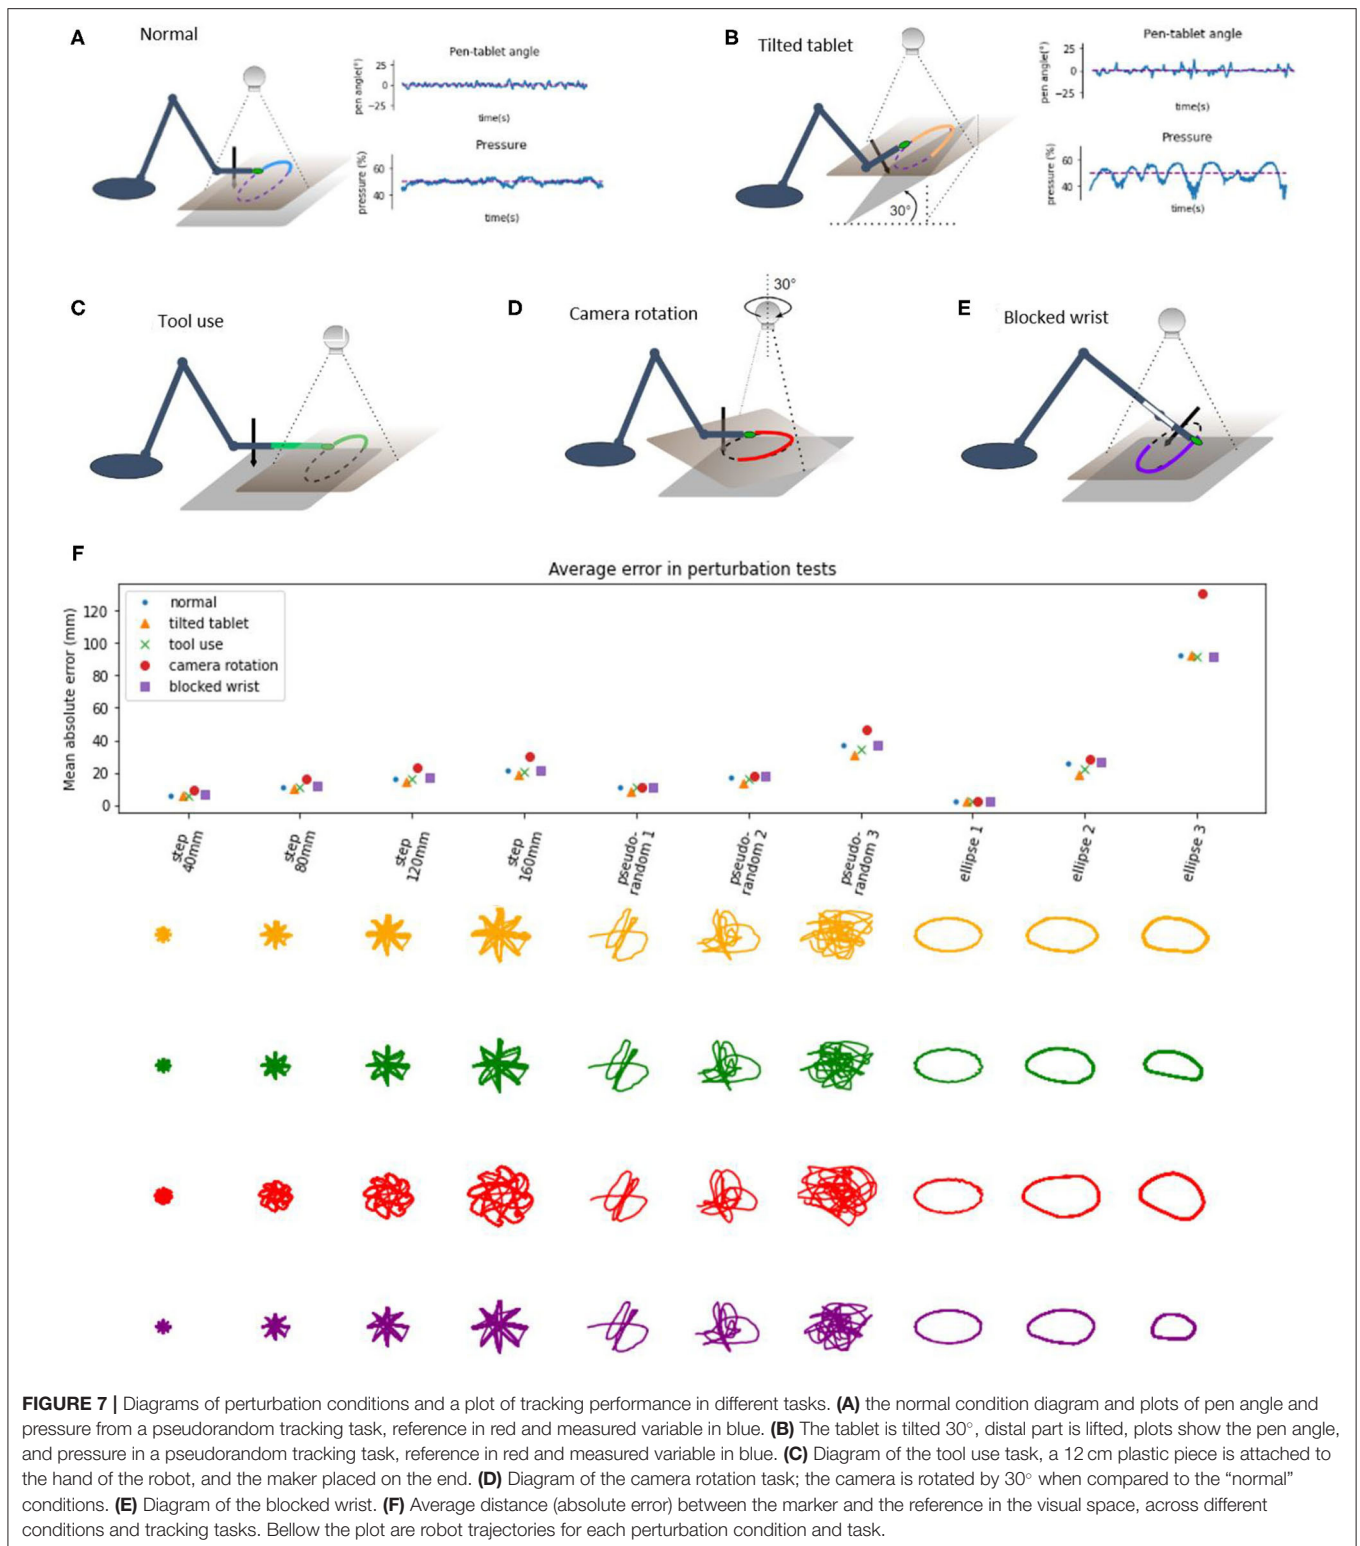 A
Normal
Pen-tablet angle
pen angle(°)
25
0
−25
time(s)
Pressure
pressure (%)
60
40
time(s)
B
Tilted tablet
30°
Pen-tablet angle
pen angle(°)
25
0
−25
time(s)
Pressure
pressure (%)
60
40
time(s)
C
Tool use
D
Camera rotation
30°
E
Blocked wrist
F
Average error in perturbation tests
Mean absolute error (mm)
120
100
80
60
40
20
0
normal
tilted tablet
tool use
camera rotation
blocked wrist
step
40mm
step
80mm
step
120mm
step
160mm
pseudo-
random 1
pseudo-
random 2
pseudo-
random 3
ellipse 1
ellipse 2
ellipse 3
FIGURE 7 | Diagrams of perturbation conditions and a plot of tracking performance in different tasks. (A) the normal condition diagram and plots of pen angle and
pressure from a pseudorandom tracking task, reference in red and measured variable in blue. (B) The tablet is tilted 30°, distal part is lifted, plots show the pen angle,
and pressure in a pseudorandom tracking task, reference in red and measured variable in blue. (C) Diagram of the tool use task, a 12 cm plastic piece is attached to
the hand of the robot, and the maker placed on the end. (D) Diagram of the camera rotation task; the camera is rotated by 30° when compared to the “normal”
conditions. (E) Diagram of the blocked wrist. (F) Average distance (absolute error) between the marker and the reference in the visual space, across different
conditions and tracking tasks. Bellow the plot are robot trajectories for each perturbation condition and task.